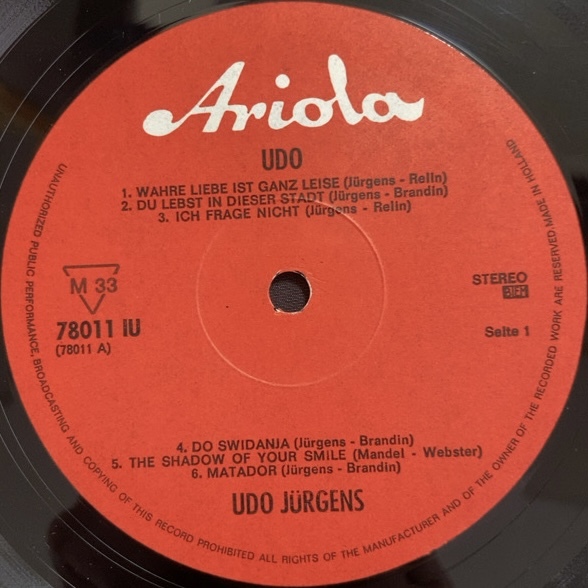 Ariola
UDO
1. WAHRE LIEBE IST GANZ LEISE (Jürgens - Relin)
2. DU LEBST IN DIESER STADT (Jürgens - Brandin)
3. ICH FRAGE NICHT (Jürgens - Relin)
M 33
78011 IU
(78011 A)
STEREO
BIEM
Seite 1
4. DO SWIDANJA (Jürgens - Brandin)
5. THE SHADOW OF YOUR SMILE (Mandel - Webster)
6. MATADOR (Jürgens - Brandin)
UDO JÜRGENS
UNAUTHORIZED PUBLIC PERFORMANCE, BROADCASTING AND COPYING OF THIS RECORD PROHIBITED ALL RIGHTS OF THE MANUFACTURER AND OF THE OWNER OF THE RECORDED WORK ARE RESERVED. MADE IN HOLLAND